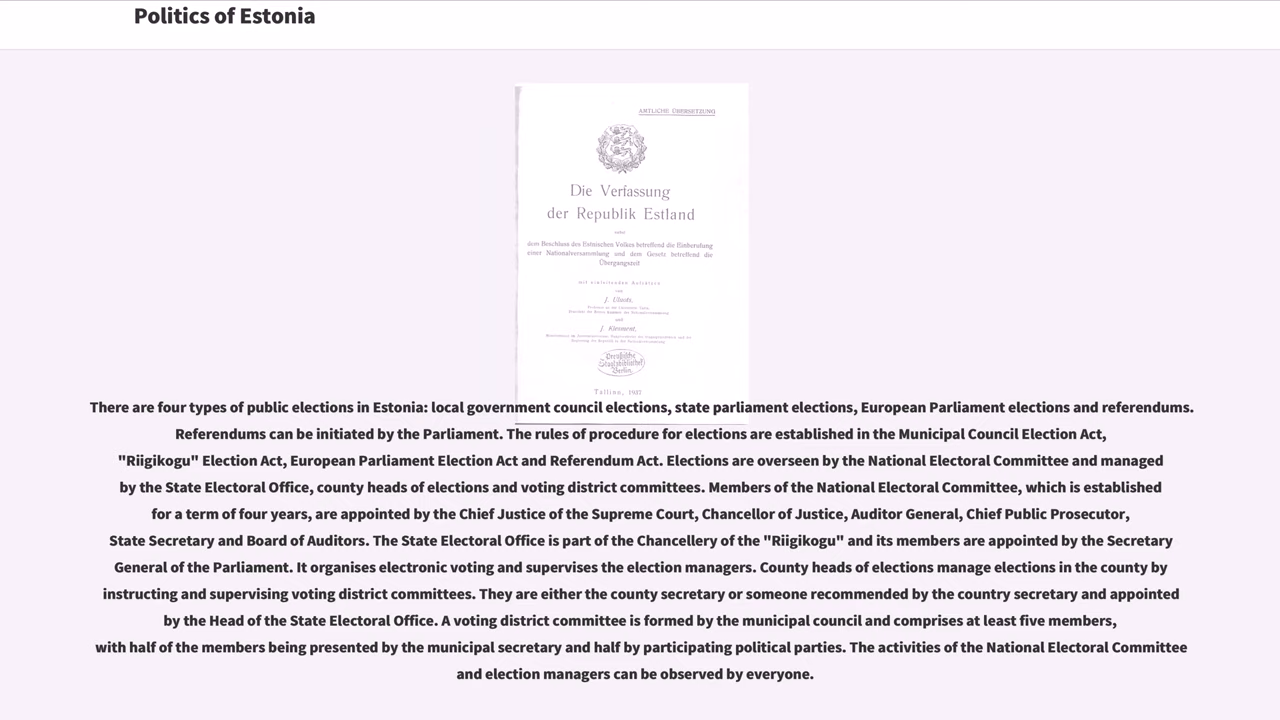 Politics of Estonia
AMTLICHE ÜBERSETZUNG
Die Verfassung
der Republik Estland
nebst
dem Beschluss des Estnischen Volkes betreffend die Einberufung
einer Nationalversammlung und dem Gesetz betreffend die
Übergangszeit
mit einleitenden Aufsätzen
von
J. Uluots,
und
J. Klesment,
Preußische
Staatsbibliothek
Berlin
Tallinn, 1937
There are four types of public elections in Estonia: local government council elections, state parliament elections, European Parliament elections and referendums.
Referendums can be initiated by the Parliament. The rules of procedure for elections are established in the Municipal Council Election Act,
"Riigikogu" Election Act, European Parliament Election Act and Referendum Act. Elections are overseen by the National Electoral Committee and managed
by the State Electoral Office, county heads of elections and voting district committees. Members of the National Electoral Committee, which is established
for a term of four years, are appointed by the Chief Justice of the Supreme Court, Chancellor of Justice, Auditor General, Chief Public Prosecutor,
State Secretary and Board of Auditors. The State Electoral Office is part of the Chancellery of the "Riigikogu" and its members are appointed by the Secretary
General of the Parliament. It organises electronic voting and supervises the election managers. County heads of elections manage elections in the county by
instructing and supervising voting district committees. They are either the county secretary or someone recommended by the country secretary and appointed
by the Head of the State Electoral Office. A voting district committee is formed by the municipal council and comprises at least five members,
with half of the members being presented by the municipal secretary and half by participating political parties. The activities of the National Electoral Committee
and election managers can be observed by everyone.